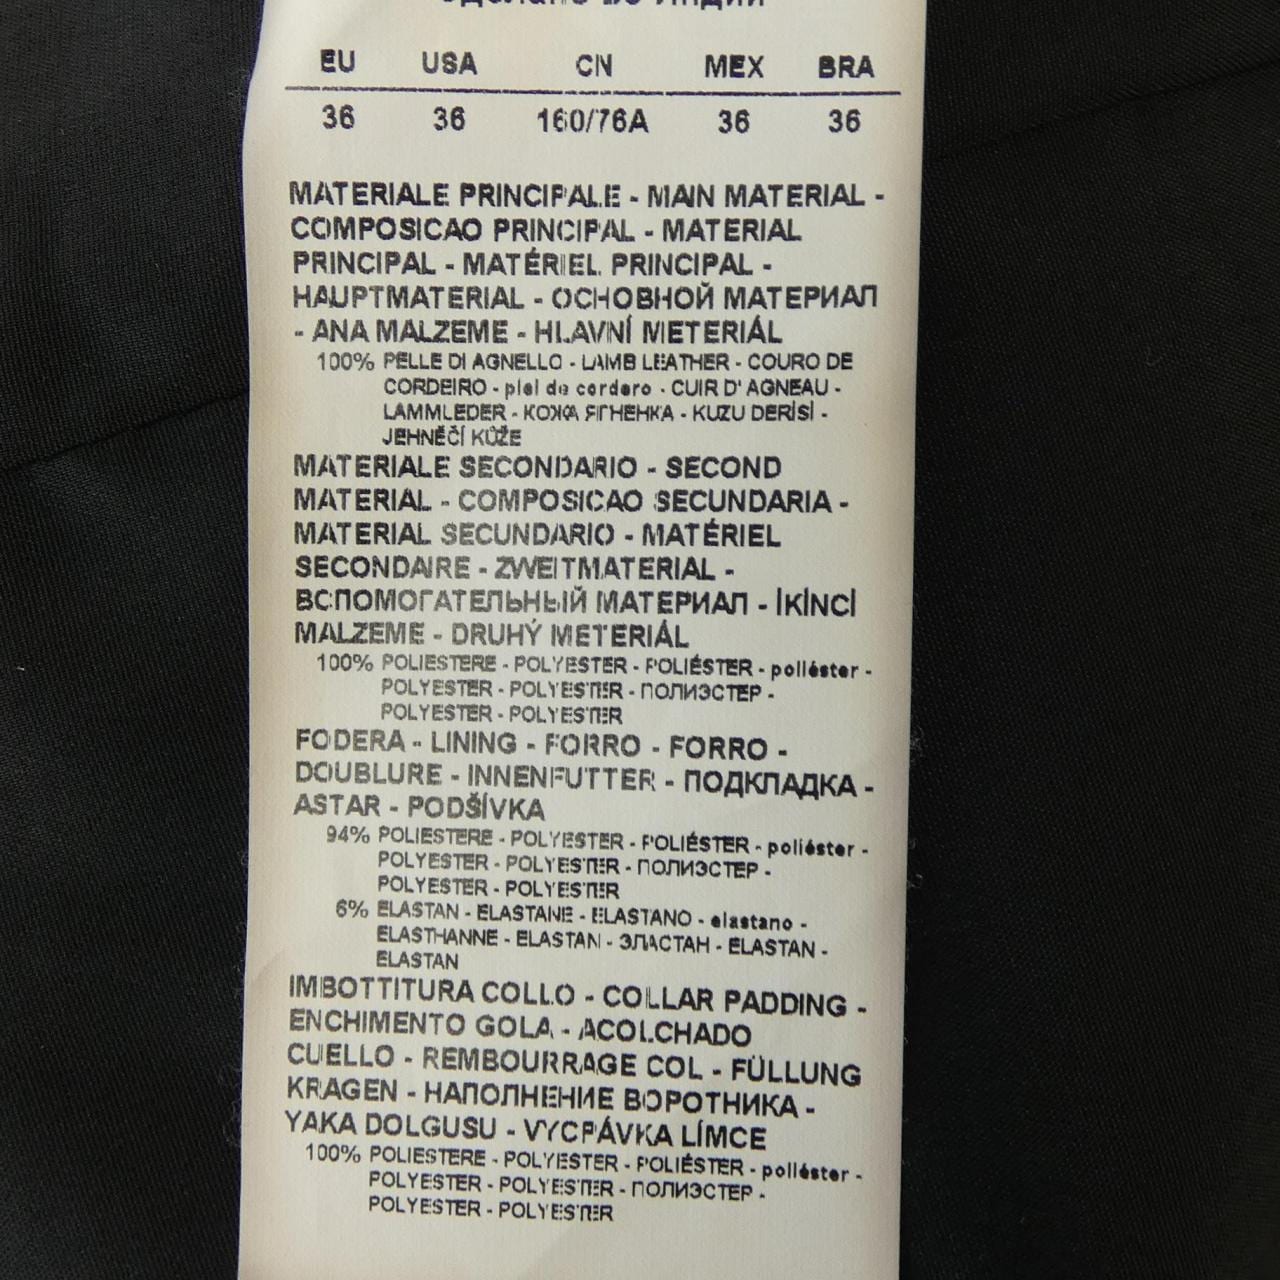 Сделано во Индии
EU USA CN MEX BRA
36 36 160/76A 36 36
MATERIALE PRINCIPALE - MAIN MATERIAL -
COMPOSICAO PRINCIPAL - MATERIAL
PRINCIPAL - MATÉRIEL PRINCIPAL -
HAUPTMATERIAL - ОСНОВНОЙ МАТЕРИАЛ
- ANA MALZEME - HLAVNÍ METERIÁL
100% PELLE DI AGNELLO - LAMB LEATHER - COURO DE
CORDEIRO - piel de cordero - CUIR D' AGNEAU -
LAMMLEDER - КОЖА ЯГНЕНКА - KUZU DERİSİ -
JEHNĚČÍ KŮŽE
MATERIALE SECONDARIO - SECOND
MATERIAL - COMPOSICAO SECUNDARIA -
MATERIAL SECUNDARIO - MATÉRIEL
SECONDAIRE - ZWEITMATERIAL -
ВСПОМОГАТЕЛЬНЫЙ МАТЕРИАЛ - İKİNCİ
MALZEME - DRUHÝ METERIÁL
100% POLIESTERE - POLYESTER - POLIÉSTER - poliéster -
POLYESTER - POLYESTER - ПОЛИЭСТЕР -
POLYESTER - POLYESTER
FODERA - LINING - FORRO - FORRO -
DOUBLURE - INNENFUTTER - ПОДКЛАДКА -
ASTAR - PODŠÍVKA
94% POLIESTERE - POLYESTER - POLIÉSTER - poliéster -
POLYESTER - POLYESTER - ПОЛИЭСТЕР -
POLYESTER - POLYESTER
6% ELASTAN - ELASTANE - ELASTANO - elastano -
ELASTHANNE - ELASTAN - ЭЛАСТАН - ELASTAN -
ELASTAN
IMBOTTITURA COLLO - COLLAR PADDING -
ENCHIMENTO GOLA - ACOLCHADO
CUELLO - REMBOURRAGE COL - FÜLLUNG
KRAGEN - НАПОЛНЕНИЕ ВОРОТНИКА -
YAKA DOLGUSU - VYCPÁVKA LÍMCE
100% POLIESTERE - POLYESTER - POLIÉSTER - poliéster -
POLYESTER - POLYESTER - ПОЛИЭСТЕР -
POLYESTER - POLYESTER